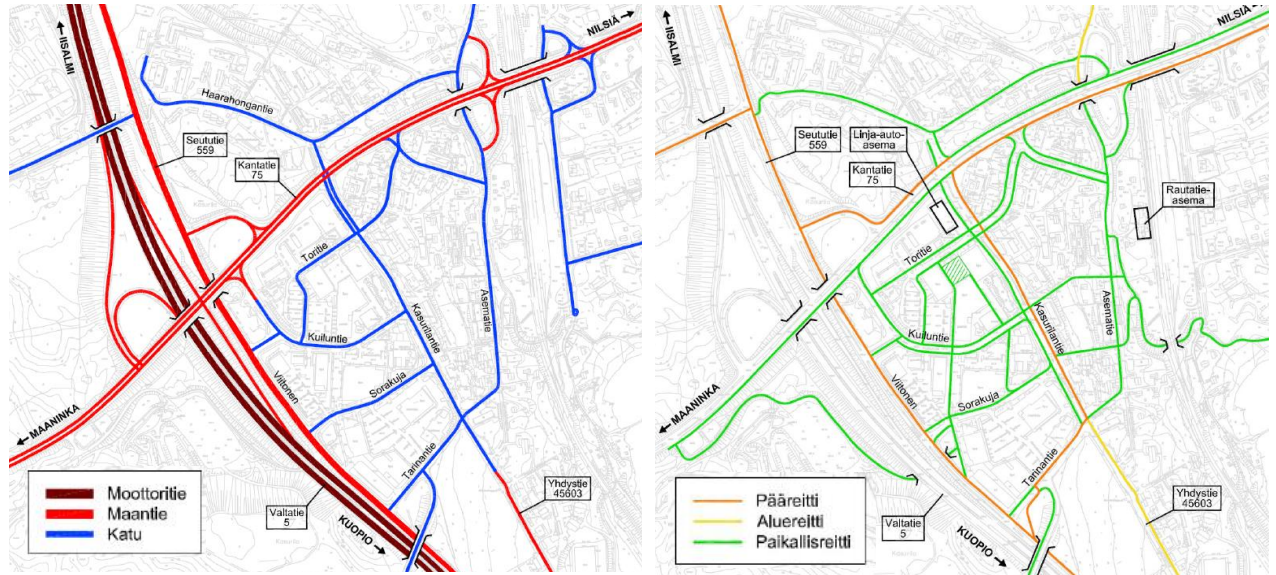 IISALMI
NILSIÄ
Haarahongantie
Seututie
559
Kantatie
75
Toritie
Kasurilantie
Asematie
Kuiluntie
Viitonen
Sorakuja
MAANINKA
Tarinantie
Yhdystie
45603
Valtatie
5
KUOPIO
Moottoritie
Maantie
Katu
IISALMI
NILSIÄ
Seututie
559
Linja-auto-
asema
Kantatie
75
Rautatie-
asema
Toritie
Kasurilantie
Asematie
Kuiluntie
Viitonen
Sorakuja
MAANINKA
Tarinantie
Yhdystie
45603
Valtatie
5
KUOPIO
Pääreitti
Aluereitti
Paikallisreitti